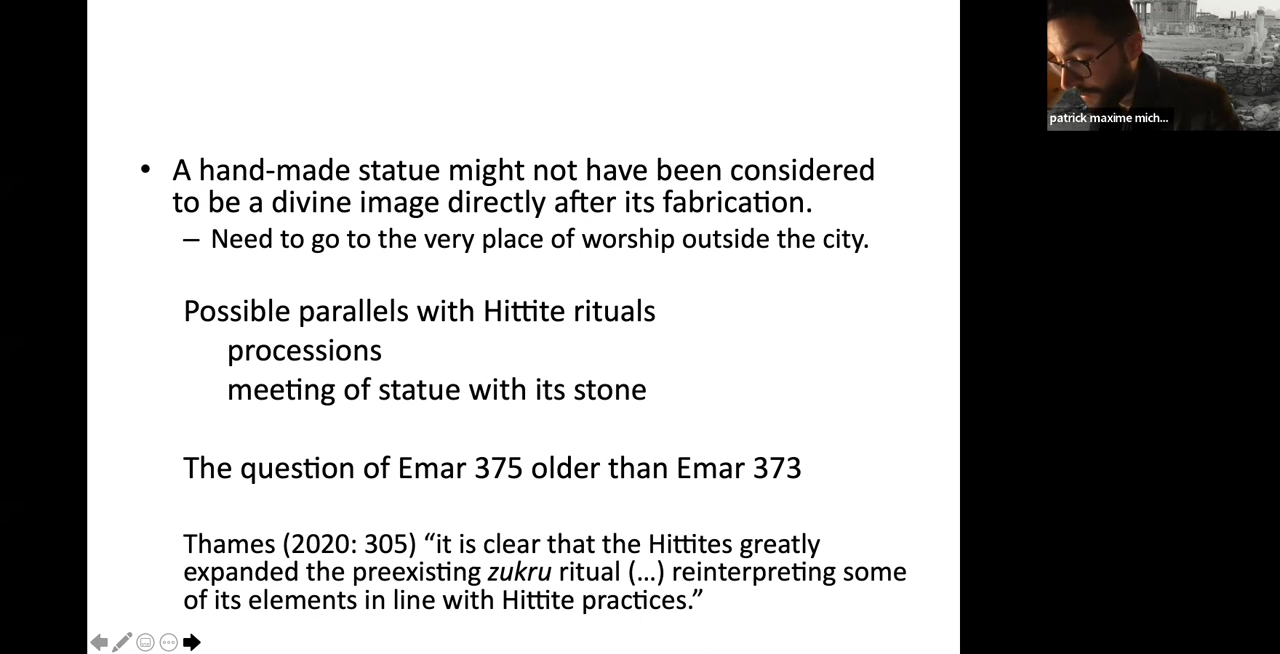 • A hand-made statue might not have been considered
to be a divine image directly after its fabrication.
– Need to go to the very place of worship outside the city.
Possible parallels with Hittite rituals
processions
meeting of statue with its stone
The question of Emar 375 older than Emar 373
Thames (2020: 305) “it is clear that the Hittites greatly
expanded the preexisting zukru ritual (...) reinterpreting some
of its elements in line with Hittite practices.”
patrick maxime mich...